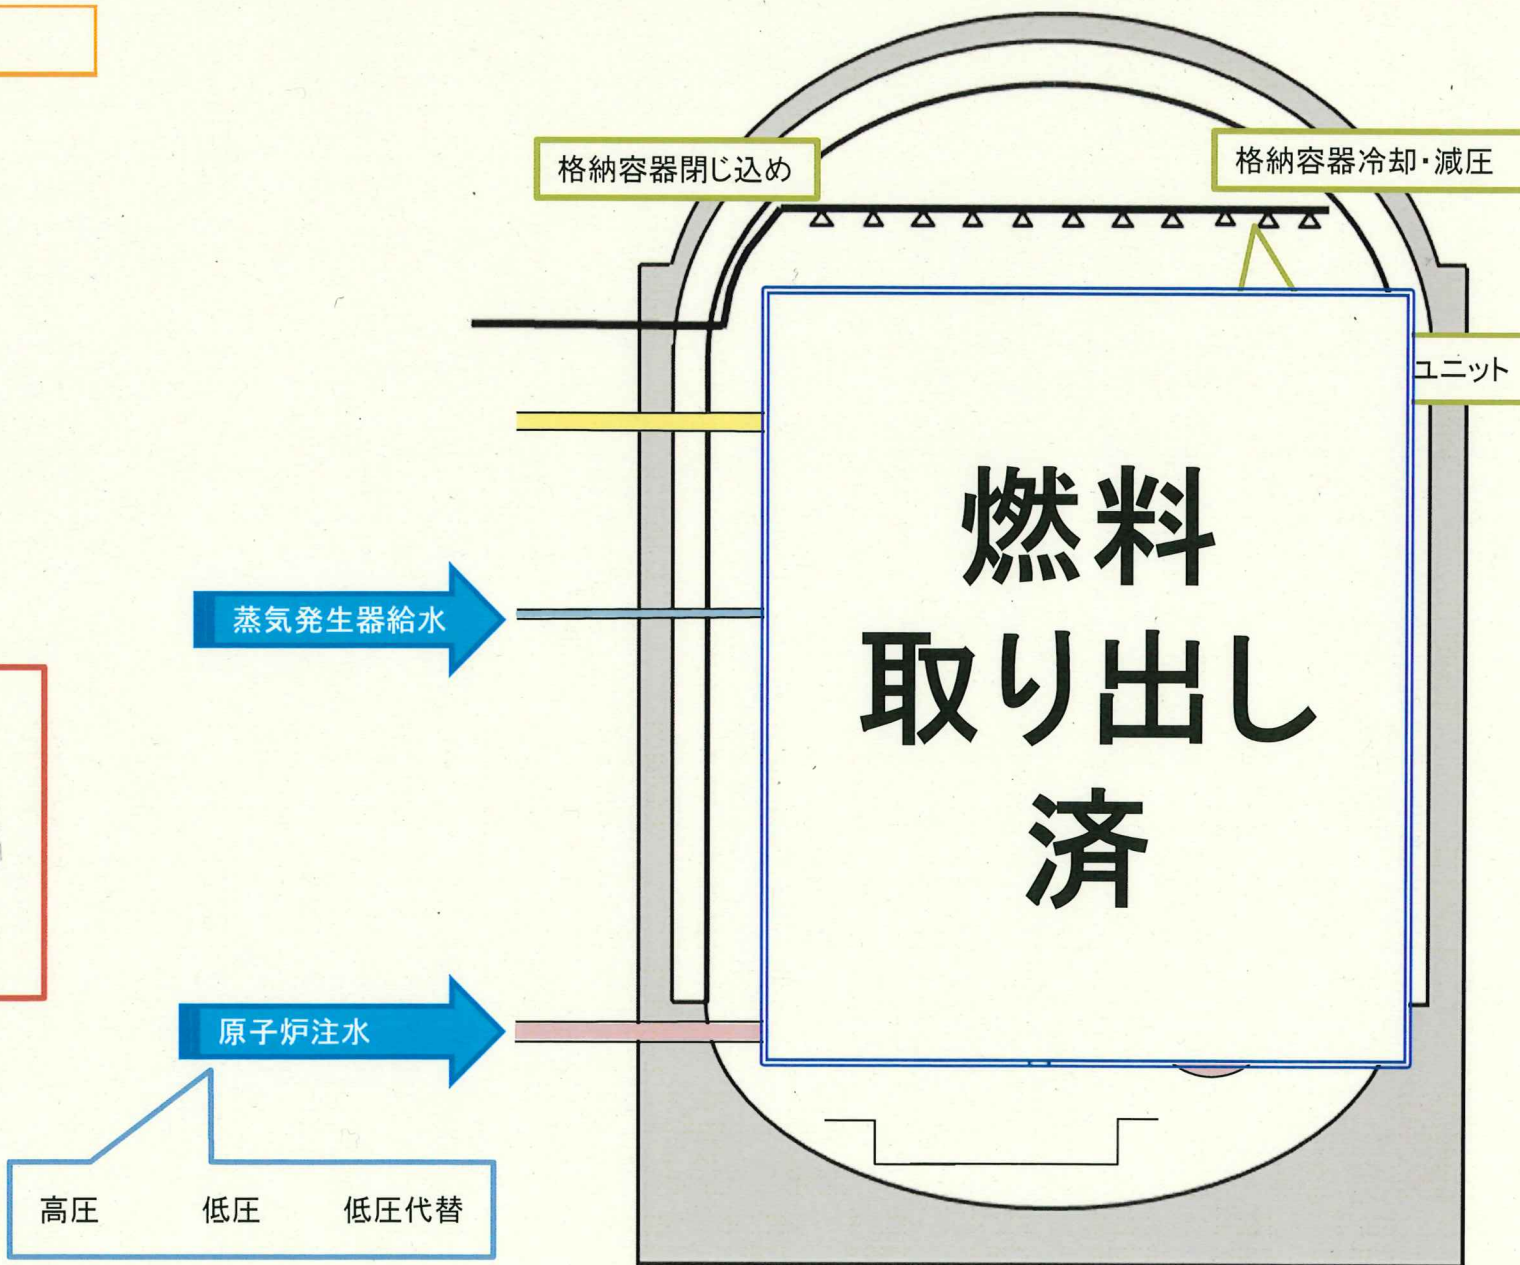 格納容器閉じ込め
格納容器冷却・減圧
ユニット
燃料
取り出し
済
蒸気発生器給水
原子炉注水
高圧 低圧 低圧代替